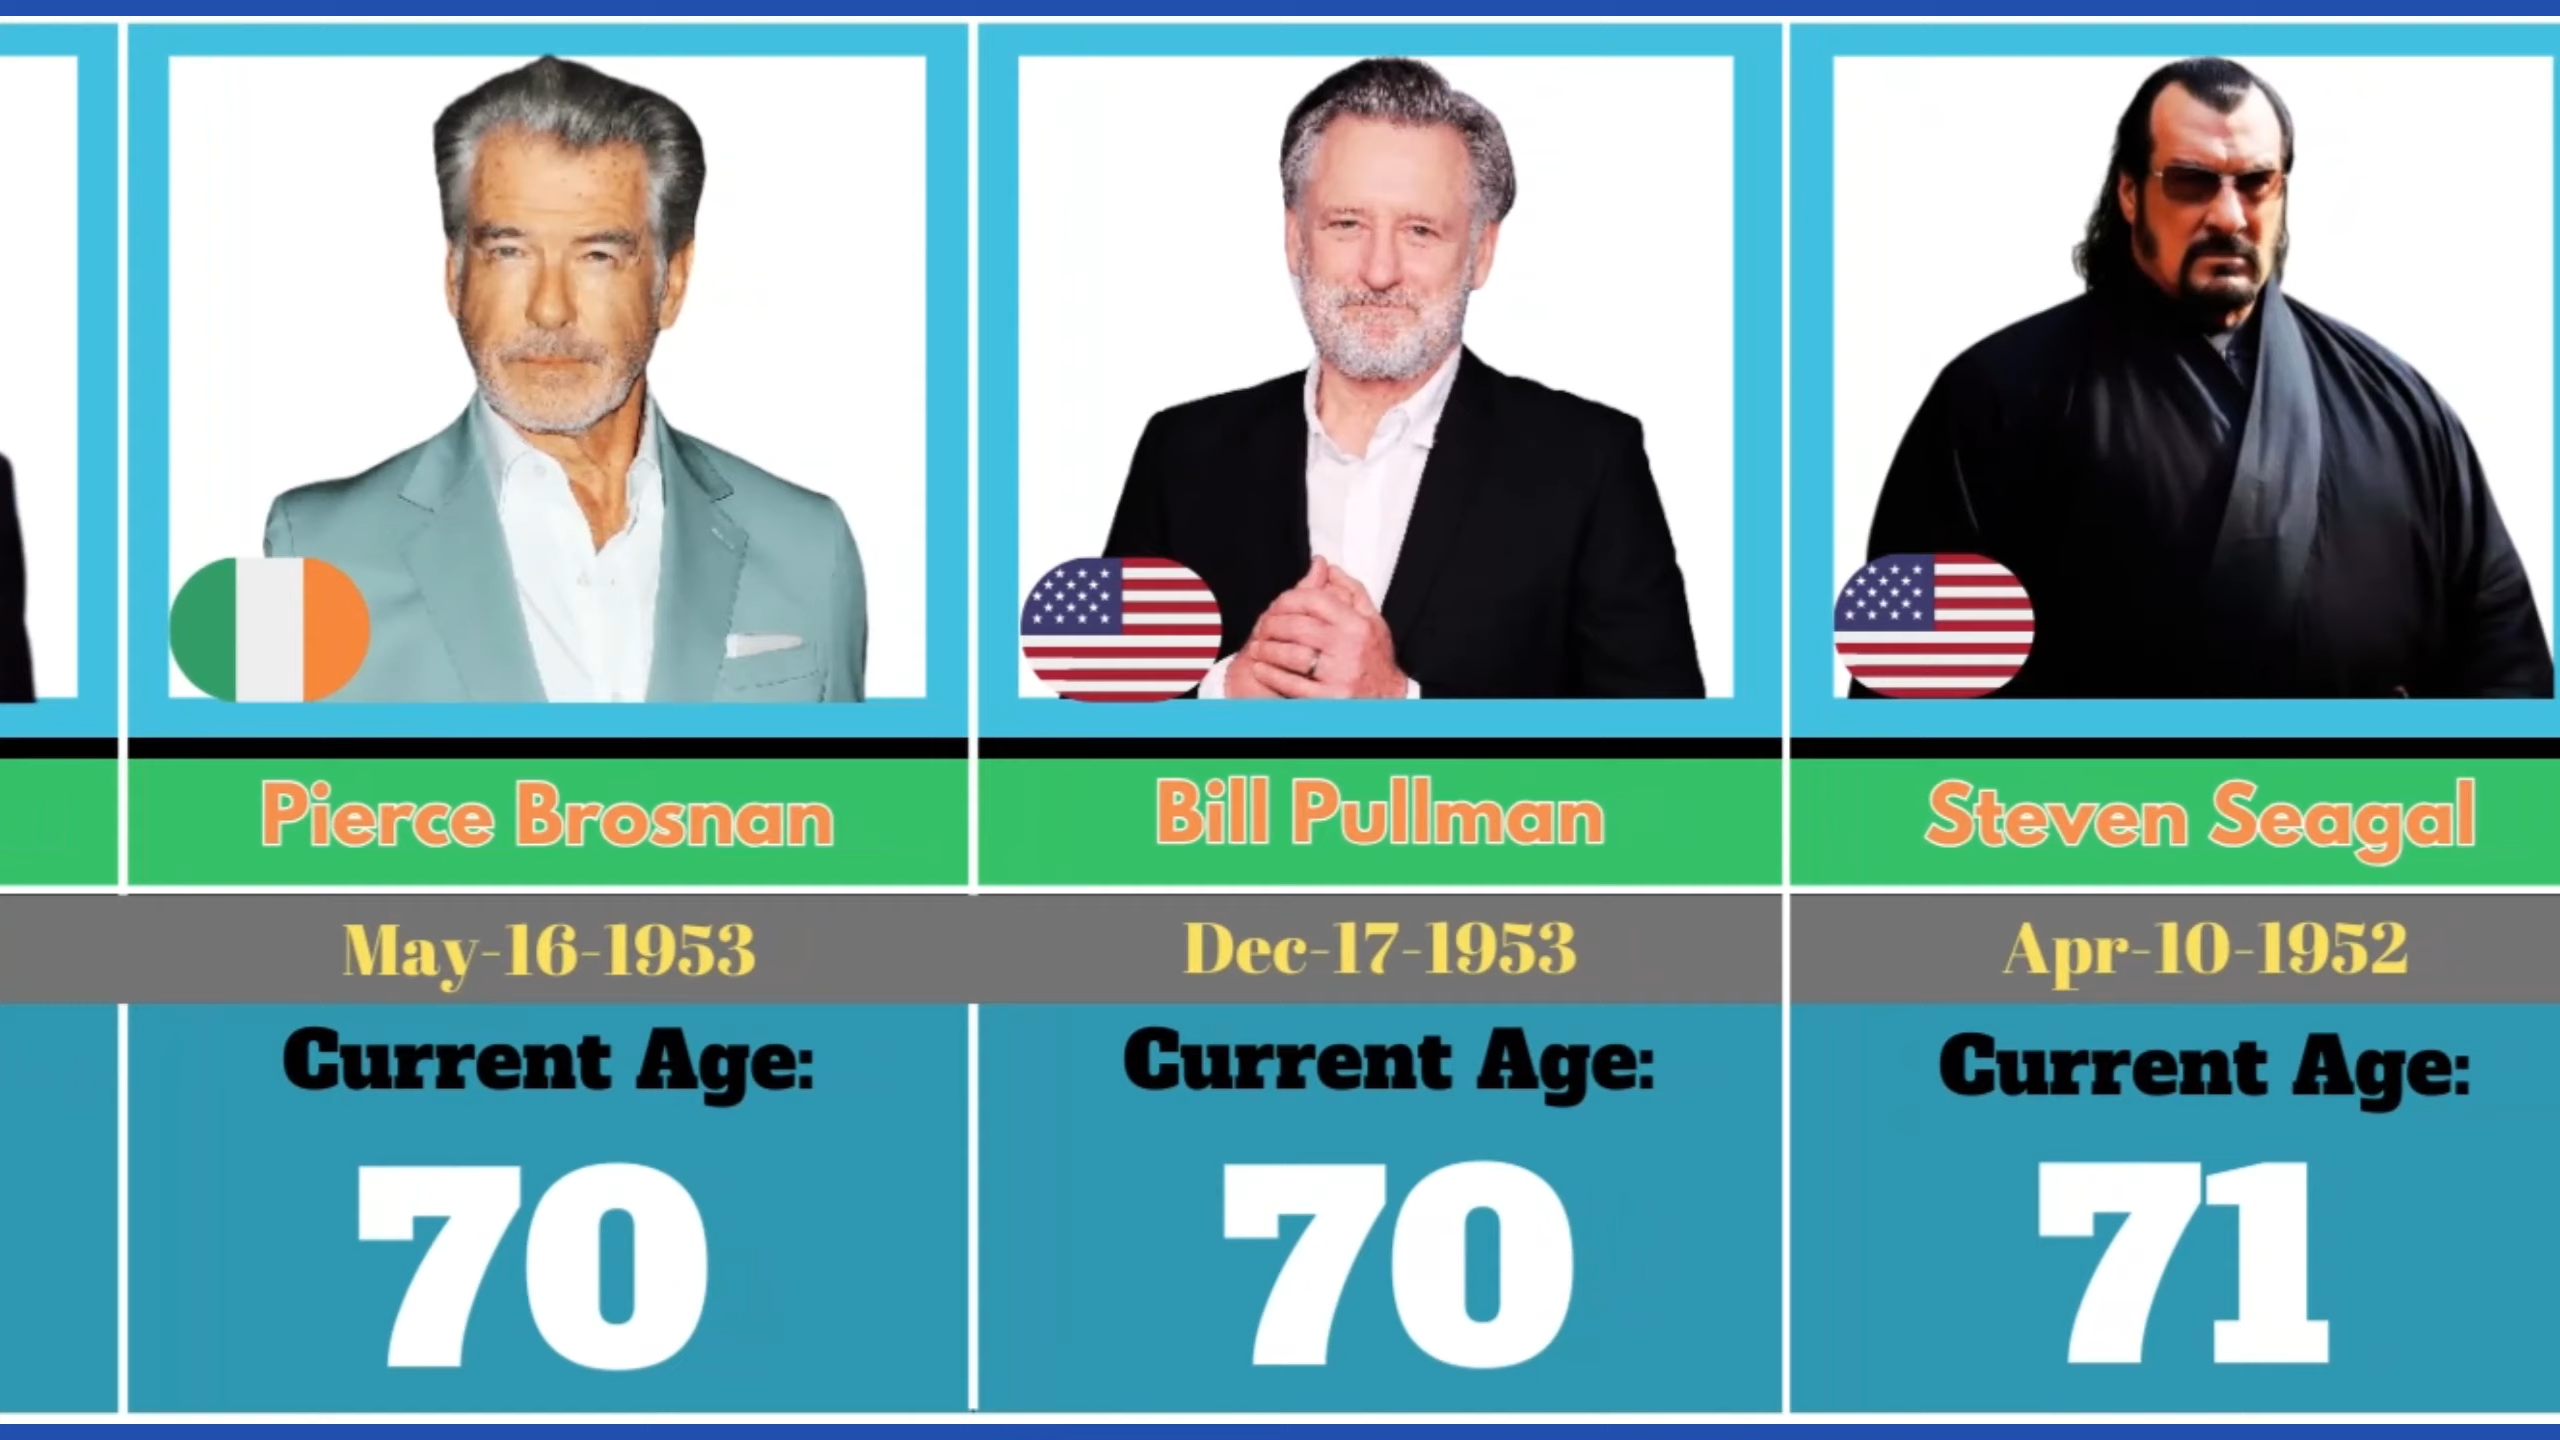 Pierce Brosnan
May-16-1953
Current Age:
70
Bill Pullman
Dec-17-1953
Current Age:
70
Steven Seagal
Apr-10-1952
Current Age:
71